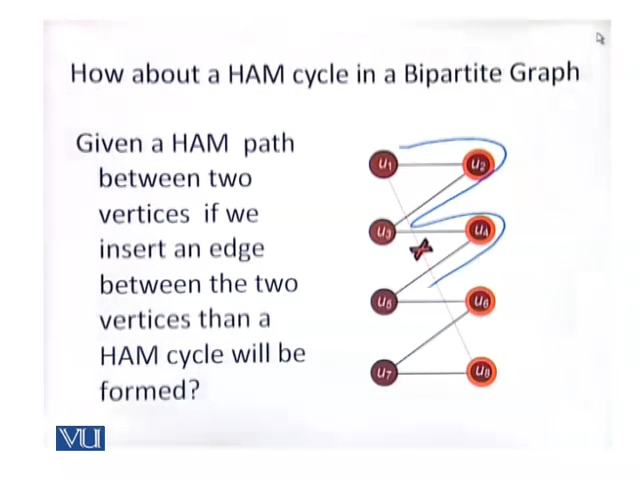 How about a HAM cycle in a Bipartite Graph
Given a HAM path
between two
vertices if we
insert an edge
between the two
vertices than a
HAM cycle will be
formed?
u1 u2
u3 u4
u5 u6
u7 u8
VU